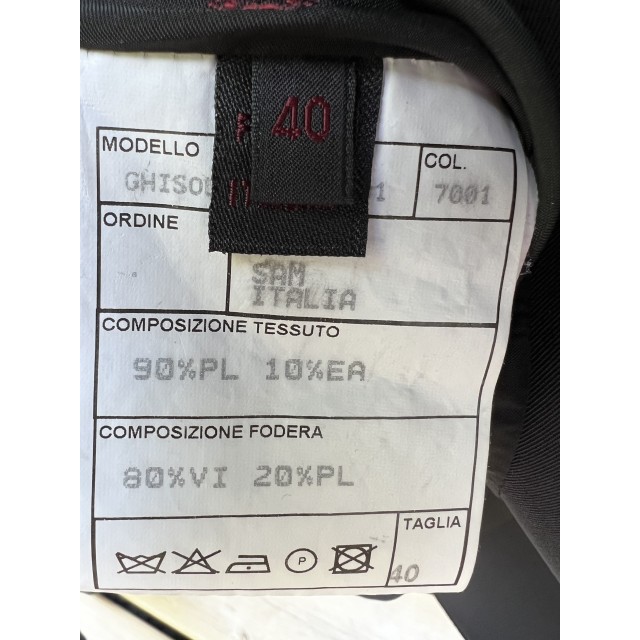 40
MODELLO
COL.
1
7001
ORDINE
SAM
ITALIA
COMPOSIZIONE TESSUTO
90%PL 10%EA
COMPOSIZIONE FODERA
80%VI 20%PL
P
TAGLIA
40